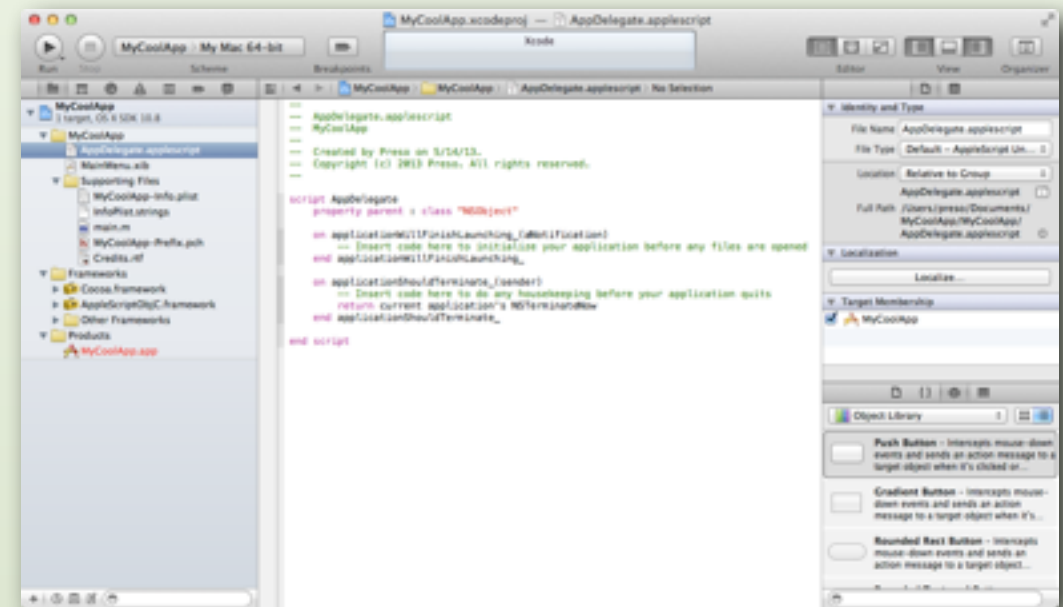 MyCoolApp.xcodeproj — AppDelegate.applescript
MyCoolApp
My Mac 64-bit
Xcode
Run
Stop
Scheme
Breakpoints
Editor
View
Organizer
MyCoolApp
MyCoolApp
AppDelegate.applescript
No Selection
MyCoolApp
1 target, OS X SDK 10.8
MyCoolApp
AppDelegate.applescript
MainMenu.xib
Supporting Files
MyCoolApp-Info.plist
InfoPlist.strings
main.m
MyCoolApp-Prefix.pch
Credits.rtf
Frameworks
Cocoa.framework
AppleScriptObjC.framework
Other Frameworks
Products
MyCoolApp.app
--
-- AppDelegate.applescript
-- MyCoolApp
--
-- Created by Preso on 5/14/13.
-- Copyright (c) 2013 Preso. All rights reserved.
--
script AppDelegate
property parent : class "NSObject"
on applicationWillFinishLaunching_(aNotification)
-- Insert code here to initialize your application before any files are opened
end applicationWillFinishLaunching_
on applicationShouldTerminate_(sender)
-- Insert code here to do any housekeeping before your application quits
return current application's NSTerminateNow
end applicationShouldTerminate_
end script
Identity and Type
File Name AppDelegate.applescript
File Type Default - AppleScript Un...
Location Relative to Group
AppDelegate.applescript
Full Path /Users/preso/Documents/
MyCoolApp/MyCoolApp/
AppDelegate.applescript
Localization
Localize...
Target Membership
MyCoolApp
Object Library
Push Button - Intercepts mouse-down
events and sends an action message to a
target object when it's clicked or...
Gradient Button - Intercepts mouse-
down events and sends an action
message to a target object when it's...
Rounded Rect Button - Intercepts
mouse-down events and sends an
action message to a target object...